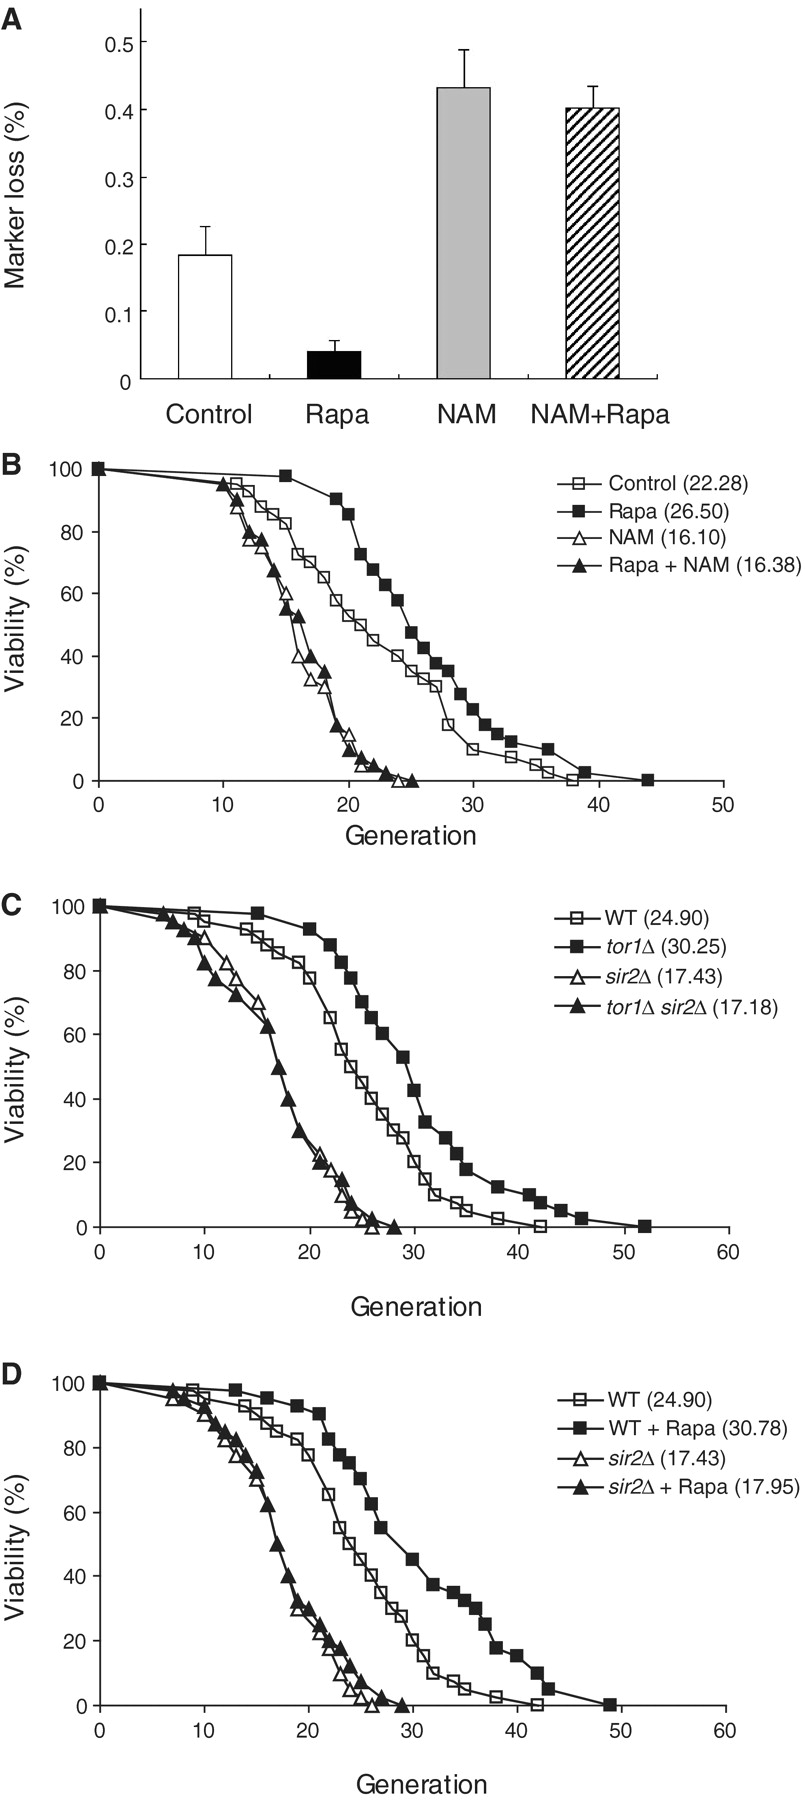 A
Marker loss (%)
0.5
0.4
0.3
0.2
0.1
0
Control Rapa NAM NAM+Rapa
B
Viability (%)
100
80
60
40
20
0
0 10 20 30 40 50
Generation
Control (22.28)
Rapa (26.50)
NAM (16.10)
Rapa + NAM (16.38)
C
Viability (%)
100
80
60
40
20
0
0 10 20 30 40 50 60
Generation
WT (24.90)
tor1Δ (30.25)
sir2Δ (17.43)
tor1Δ sir2Δ (17.18)
D
Viability (%)
100
80
60
40
20
0
0 10 20 30 40 50 60
Generation
WT (24.90)
WT + Rapa (30.78)
sir2Δ (17.43)
sir2Δ + Rapa (17.95)